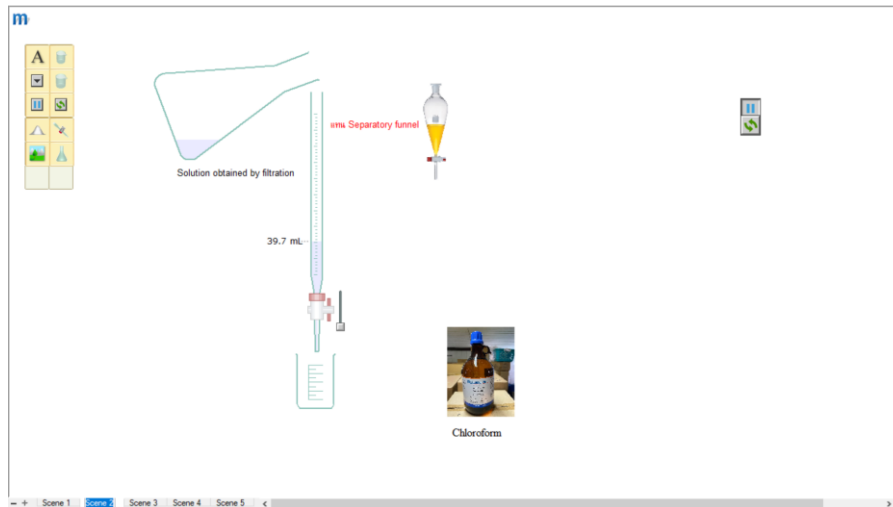 m
A
Separatory funnel
Solution obtained by filtration
39.7 mL
Chloroform
Scene 1 Scene 2 Scene 3 Scene 4 Scene 5